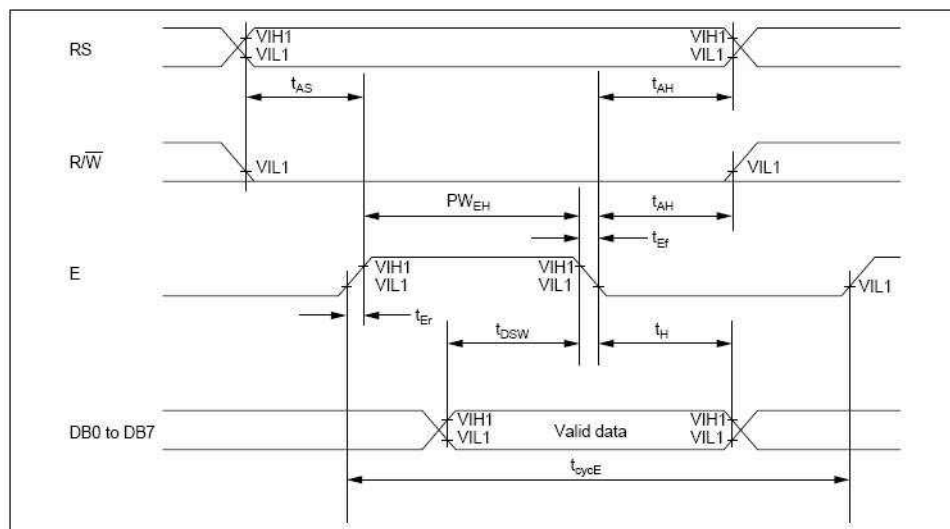 RS
VIH1
VIL1
VIH1
VIL1
tAS
tAH
R/W̅
VIL1
VIL1
PWEH
tAH
tEf
E
VIH1
VIL1
VIH1
VIL1
VIL1
tEr
tDSW
tH
DB0 to DB7
VIH1
VIL1
Valid data
VIH1
VIL1
tcycE